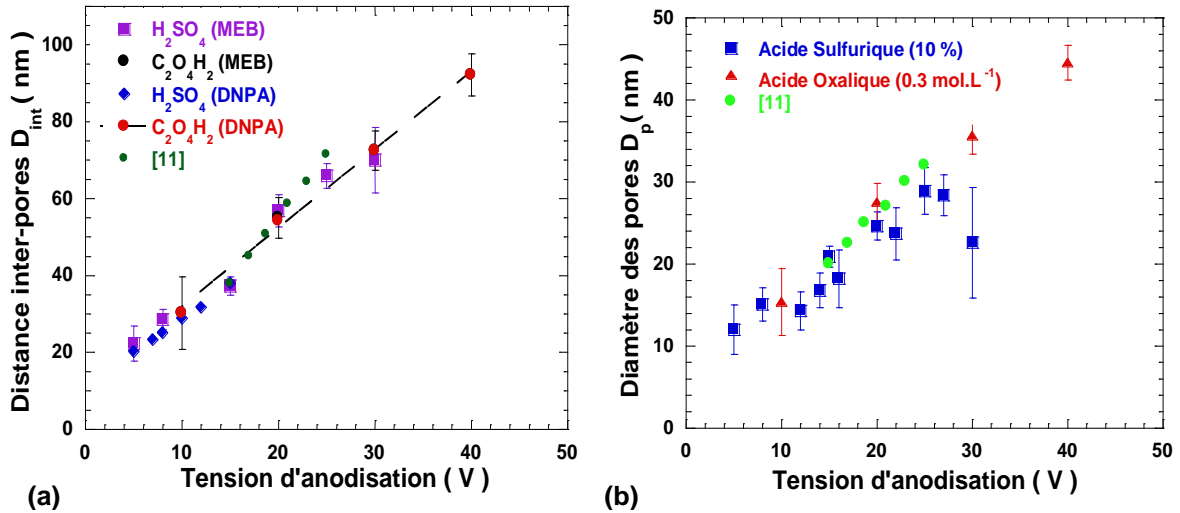 Distance inter-pores D_int ( nm )
100
80
60
40
20
0
H₂SO₄ (MEB)
C₂O₄H₂ (MEB)
H₂SO₄ (DNPA)
C₂O₄H₂ (DNPA)
[11]
0 10 20 30 40 50
Tension d'anodisation ( V )
(a)
Diamètre des pores D_p ( nm )
50
40
30
20
10
0
Acide Sulfurique (10 %)
Acide Oxalique (0.3 mol.L⁻¹)
[11]
0 10 20 30 40 50
Tension d'anodisation ( V )
(b)